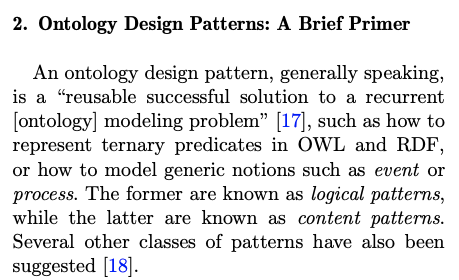 2. Ontology Design Patterns: A Brief Primer
An ontology design pattern, generally speaking,
is a “reusable successful solution to a recurrent
[ontology] modeling problem” [17], such as how to
represent ternary predicates in OWL and RDF,
or how to model generic notions such as event or
process. The former are known as logical patterns,
while the latter are known as content patterns.
Several other classes of patterns have also been
suggested [18].